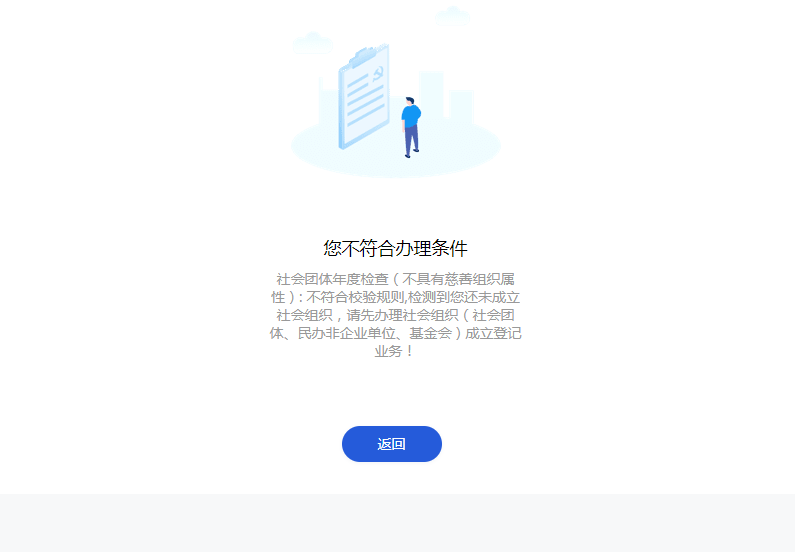 您不符合办理条件
社会团体年度检查（不具有慈善组织属
性）: 不符合校验规则,检测到您还未成立
社会组织，请先办理社会组织（社会团
体、民办非企业单位、基金会）成立登记
业务！
返回